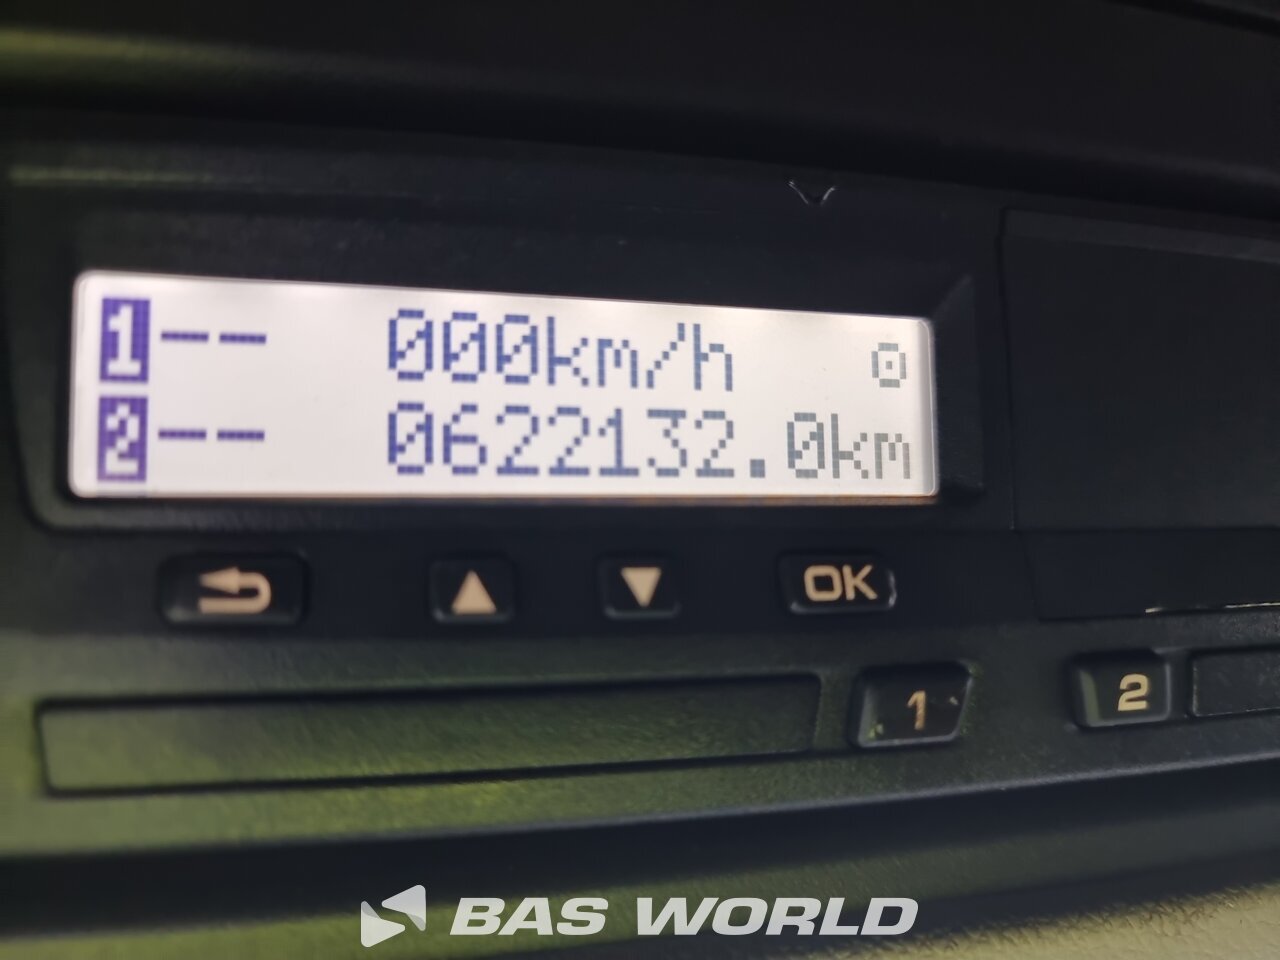 1-- 000km/h o
2-- 0622132.0km
OK
1 2
BAS WORLD